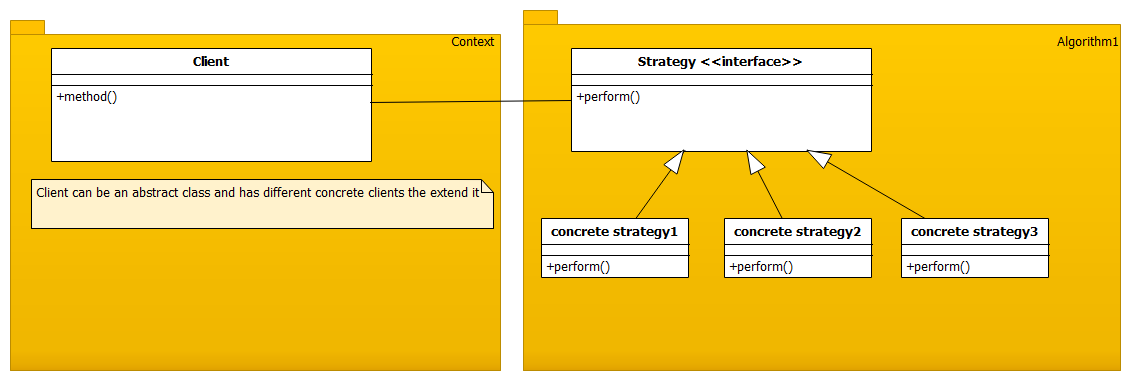 Context
Client
+method()
Client can be an abstract class and has different concrete clients the extend it
Algorithm1
Strategy <<interface>>
+perform()
concrete strategy1
+perform()
concrete strategy2
+perform()
concrete strategy3
+perform()